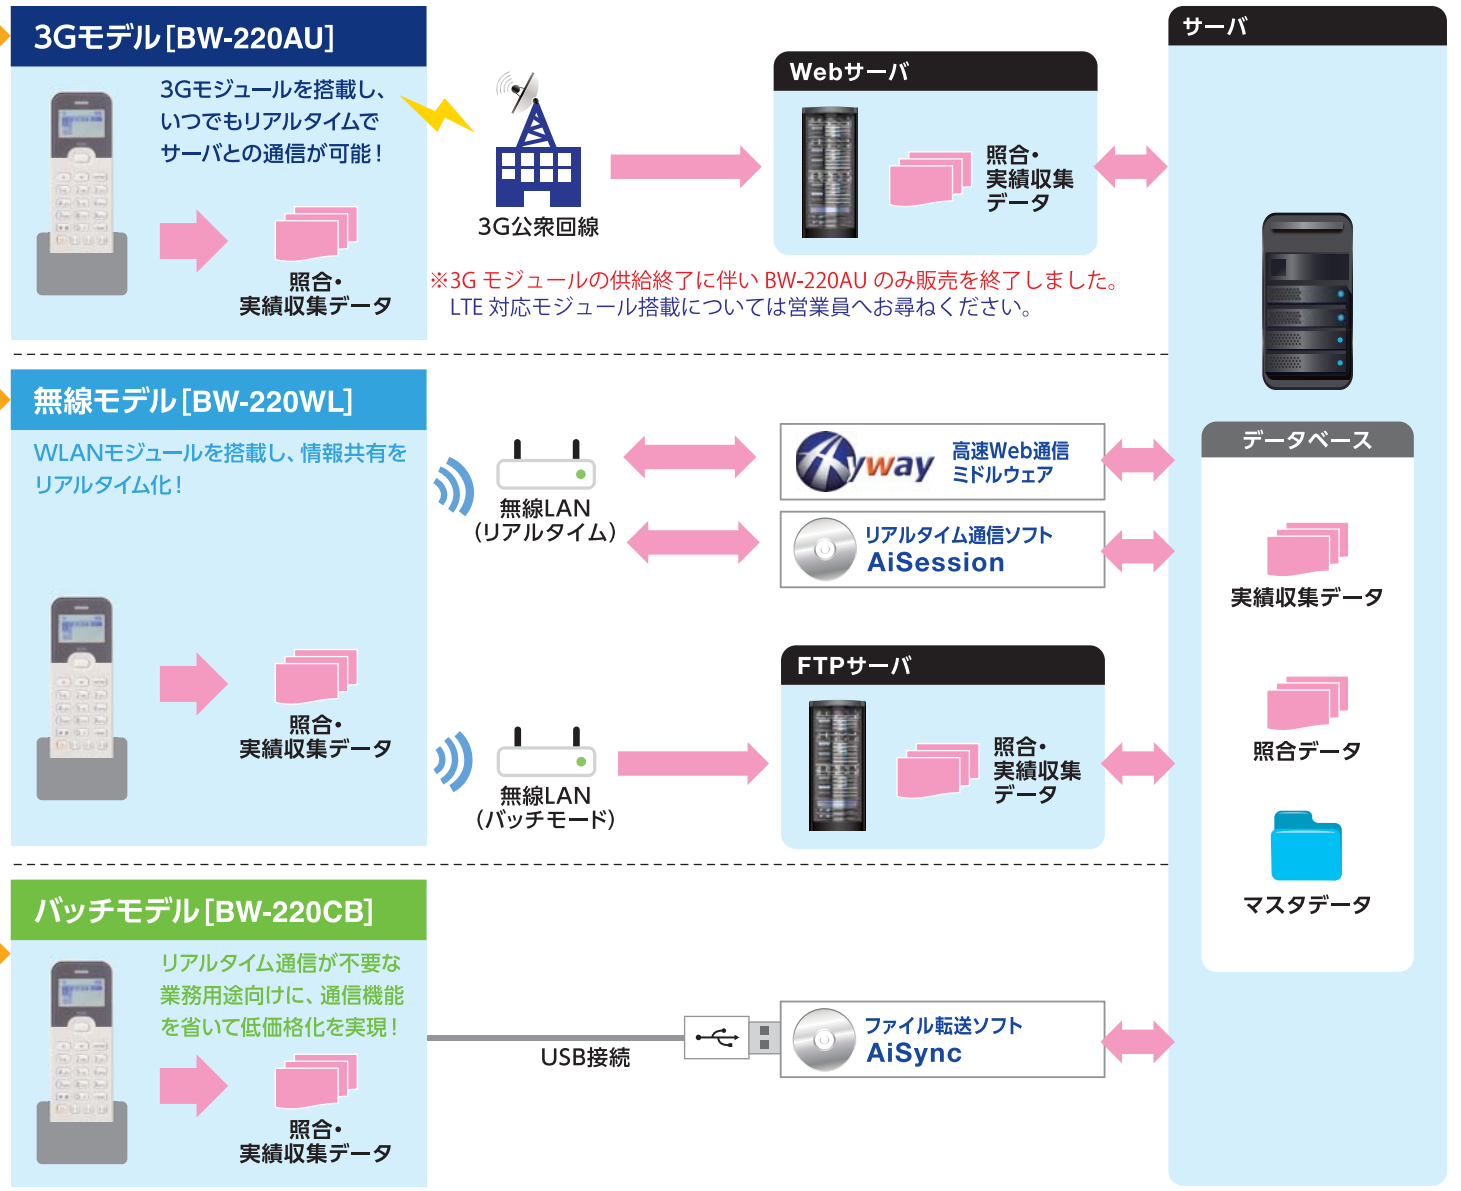 3Gモデル[BW-220AU]
3Gモジュールを搭載し、
いつでもリアルタイムで
サーバとの通信が可能!
照合・
実績収集データ
3G公衆回線
Webサーバ
照合・
実績収集
データ
※3G モジュールの供給終了に伴い BW-220AU のみ販売を終了しました。
LTE 対応モジュール搭載については営業員へお尋ねください。
無線モデル[BW-220WL]
WLANモジュールを搭載し、情報共有を
リアルタイム化!
照合・
実績収集データ
無線LAN
(リアルタイム)
Ayway
高速Web通信
ミドルウェア
リアルタイム通信ソフト
AiSession
無線LAN
(バッチモード)
FTPサーバ
照合・
実績収集
データ
バッチモデル[BW-220CB]
リアルタイム通信が不要な
業務用途向けに、通信機能
を省いて低価格化を実現!
照合・
実績収集データ
USB接続
ファイル転送ソフト
AiSync
サーバ
データベース
実績収集データ
照合データ
マスタデータ